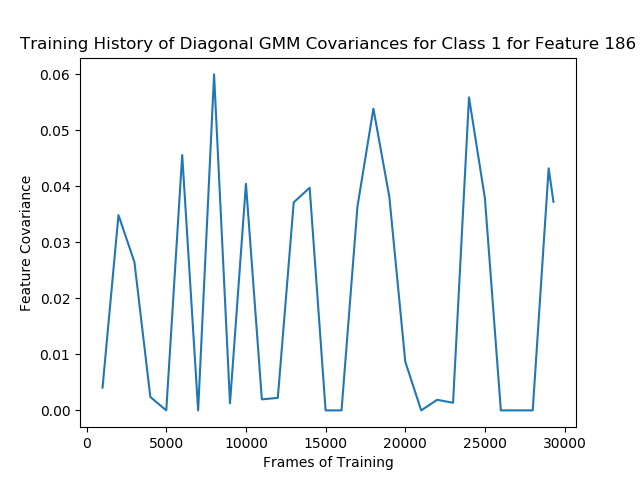 Training History of Diagonal GMM Covariances for Class 1 for Feature 186
0.06
0.05
0.04
0.03
0.02
0.01
0.00
Feature Covariance
0 5000 10000 15000 20000 25000 30000
Frames of Training